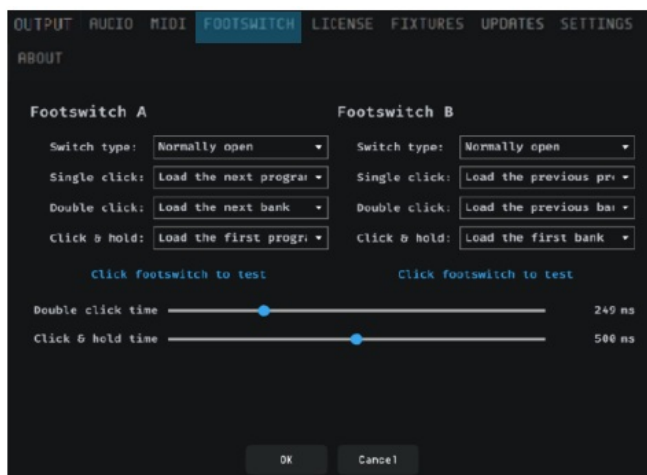 OUTPUT AUDIO MIDI FOOTSWITCH LICENSE FIXTURES UPDATES SETTINGS
ABOUT
Footswitch A Footswitch B
Switch type: Normally open Switch type: Normally open
Single click: Load the next program Single click: Load the previous pr
Double click: Load the next bank Double click: Load the previous ba
Click & hold: Load the first progr Click & hold: Load the first bank
Click footswitch to test Click footswitch to test
Double click time 249 ms
Click & hold time 500 ms
OK Cancel